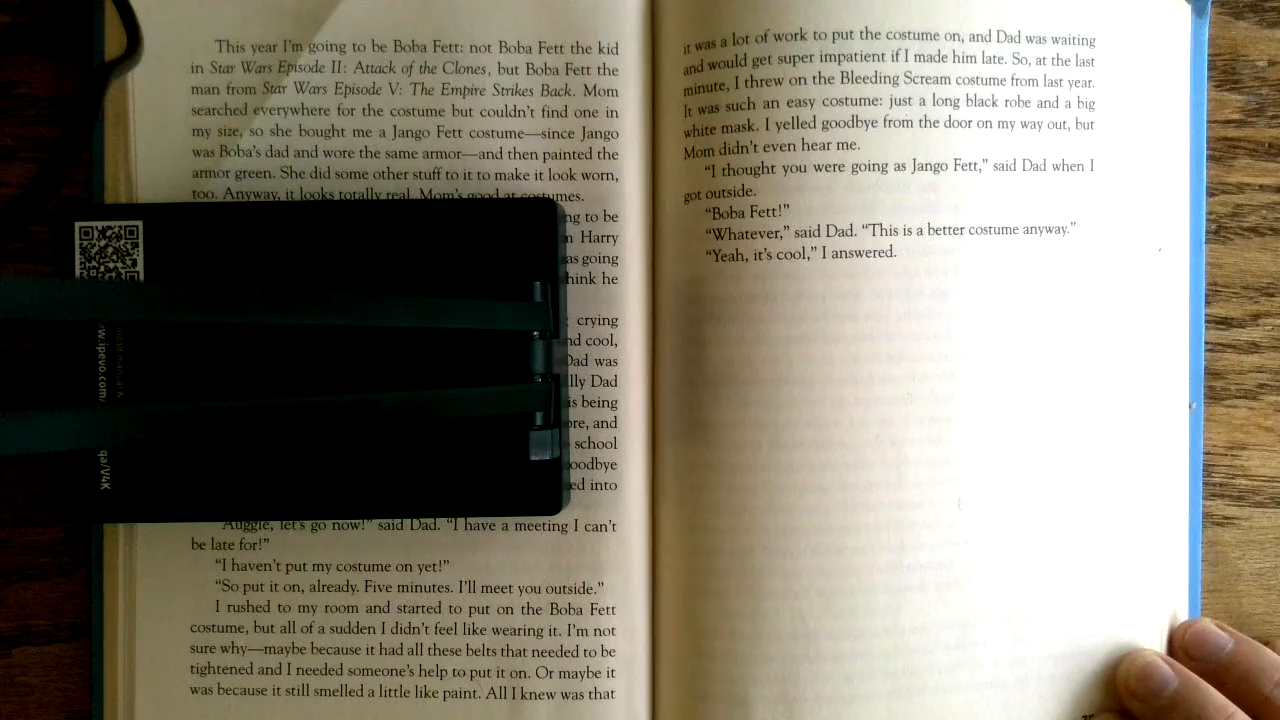 This year I'm going to be Boba Fett: not Boba Fett the kid
in Star Wars Episode II: Attack of the Clones, but Boba Fett the
man from Star Wars Episode V: The Empire Strikes Back. Mom
searched everywhere for the costume but couldn't find one in
my size, so she bought me a Jango Fett costume—since Jango
was Boba's dad and wore the same armor—and then painted the
armor green. She did some other stuff to it to make it look worn,
too. Anyway, it looks totally real. Mom's good at costumes.
to be
Harry
going
think he
crying
cool,
Dad was
Dad
is being
and
school
into
"Auggie, let's go now!" said Dad. "I have a meeting I can't
be late for!"
"I haven't put my costume on yet!"
"So put it on, already. Five minutes. I'll meet you outside."
I rushed to my room and started to put on the Boba Fett
costume, but all of a sudden I didn't feel like wearing it. I'm not
sure why—maybe because it had all these belts that needed to be
tightened and I needed someone's help to put it on. Or maybe it
was because it still smelled a little like paint. All I knew was that
it was a lot of work to put the costume on, and Dad was waiting
and would get super impatient if I made him late. So, at the last
minute, I threw on the Bleeding Scream costume from last year.
It was such an easy costume: just a long black robe and a big
white mask. I yelled goodbye from the door on my way out, but
Mom didn't even hear me.
"I thought you were going as Jango Fett," said Dad when I
got outside.
"Boba Fett!"
"Whatever," said Dad. "This is a better costume anyway."
"Yeah, it's cool," I answered.
w.ipevo.com/
qa/V4K